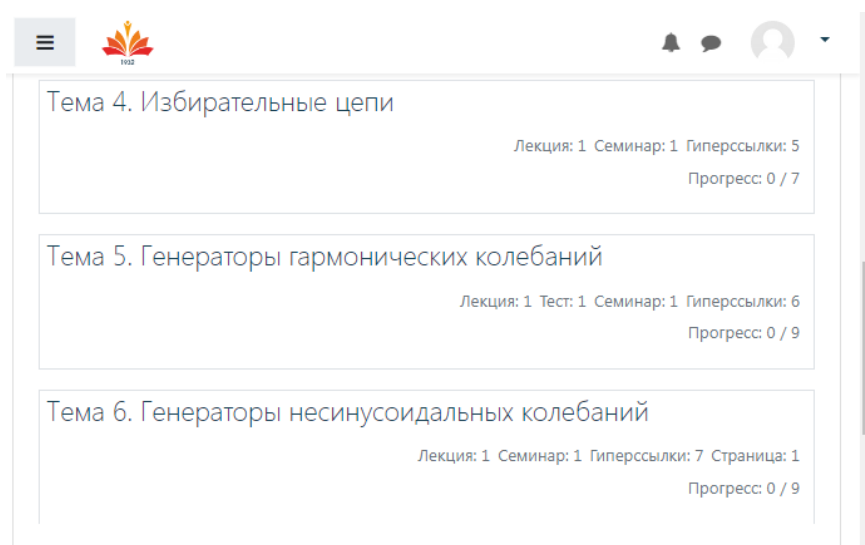 1932
Тема 4. Избирательные цепи
Лекция: 1 Семинар: 1 Гиперссылки: 5
Прогресс: 0 / 7
Тема 5. Генераторы гармонических колебаний
Лекция: 1 Тест: 1 Семинар: 1 Гиперссылки: 6
Прогресс: 0 / 9
Тема 6. Генераторы несинусоидальных колебаний
Лекция: 1 Семинар: 1 Гиперссылки: 7 Страница: 1
Прогресс: 0 / 9